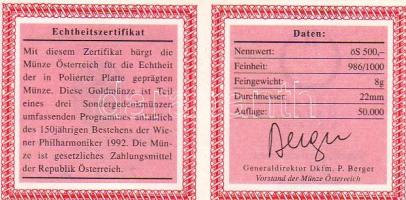 Echtheitszertifikat
Mit diesem Zertifikat bürgt die
Münze Österreich für die Echtheit
der in Polierter Platte geprägten
Münze. Diese Goldmünze ist Teil
eines drei Sondergedenkmünzen
umfassenden Programmes anläßlich
des 150jährigen Bestehens der Wie-
ner Philharmoniker 1992. Die Mün-
ze ist gesetzliches Zahlungsmittel
der Republik Österreich.
Daten:
Nennwert: öS 500,–
Feinheit: 986/1000
Feingewicht: 8g
Durchmesser: 22mm
Auflage: 50.000
Berger
Generaldirektor Dkfm. P. Berger
Vorstand der Münze Österreich